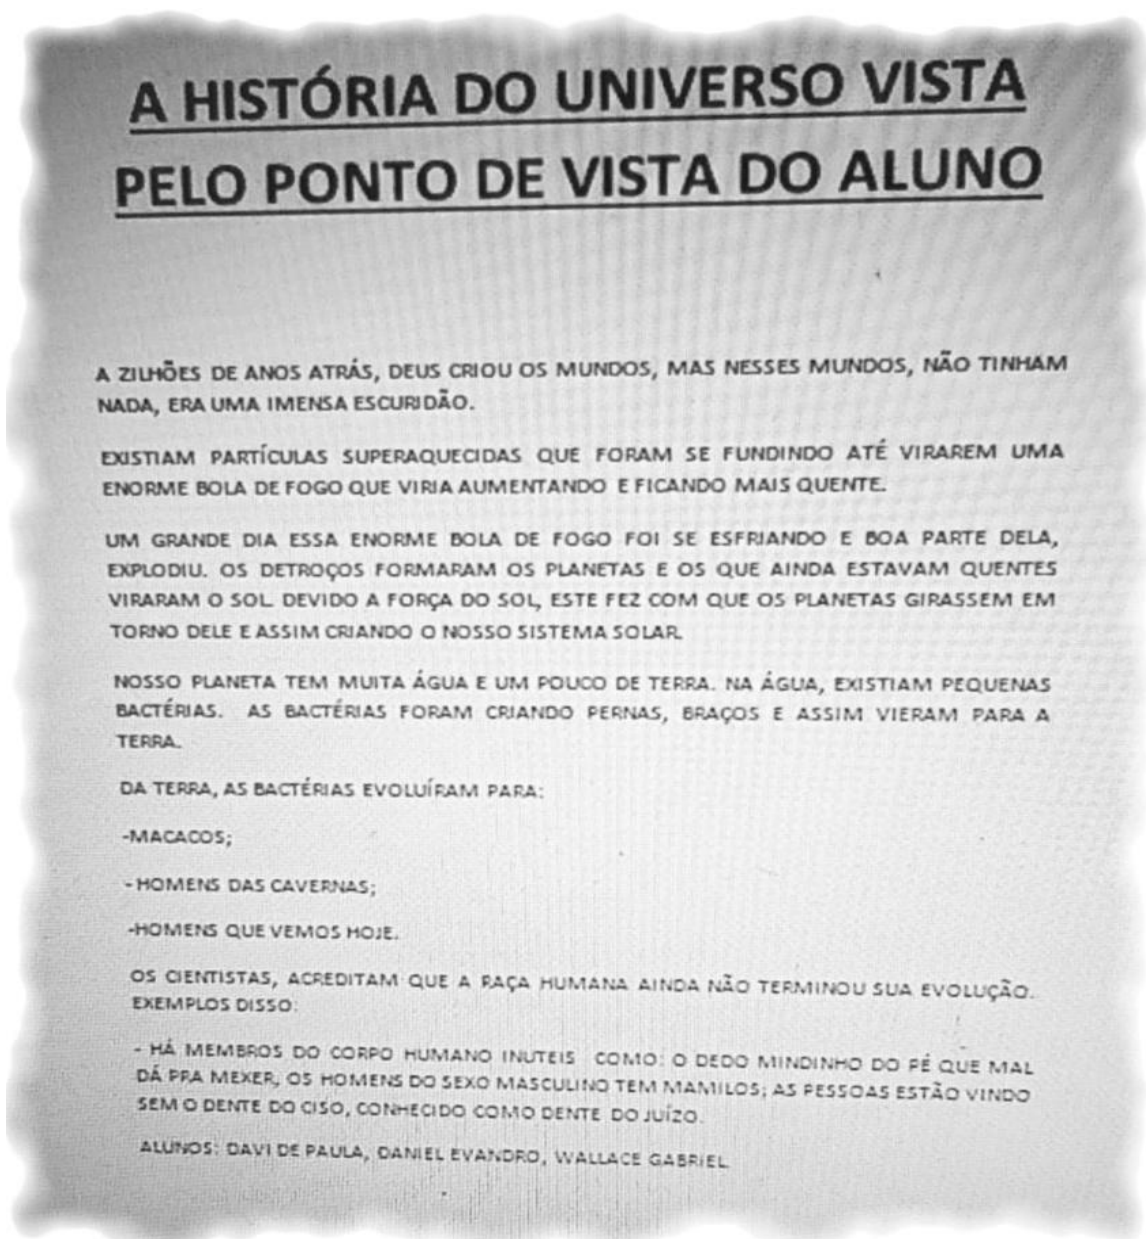 A HISTÓRIA DO UNIVERSO VISTA
PELO PONTO DE VISTA DO ALUNO
A ZILHÕES DE ANOS ATRÁS, DEUS CRIOU OS MUNDOS, MAS NESSES MUNDOS, NÃO TINHAM
NADA, ERA UMA IMENSA ESCURIDÃO.
EXISTIAM PARTÍCULAS SUPERAQUECIDAS QUE FORAM SE FUNDINDO ATÉ VIRAREM UMA
ENORME BOLA DE FOGO QUE VIRIA AUMENTANDO E FICANDO MAIS QUENTE.
UM GRANDE DIA ESSA ENORME BOLA DE FOGO FOI SE ESFRIANDO E BOA PARTE DELA,
EXPLODIU. OS DETROÇOS FORMARAM OS PLANETAS E OS QUE AINDA ESTAVAM QUENTES
VIRARAM O SOL. DEVIDO A FORÇA DO SOL, ESTE FEZ COM QUE OS PLANETAS GIRASSEM EM
TORNO DELE E ASSIM CRIANDO O NOSSO SISTEMA SOLAR.
NOSSO PLANETA TEM MUITA ÁGUA E UM POUCO DE TERRA. NA ÁGUA, EXISTIAM PEQUENAS
BACTÉRIAS. AS BACTÉRIAS FORAM CRIANDO PERNAS, BRAÇOS E ASSIM VIERAM PARA A
TERRA.
DA TERRA, AS BACTÉRIAS EVOLUÍRAM PARA:
-MACACOS;
- HOMENS DAS CAVERNAS;
-HOMENS QUE VEMOS HOJE.
OS CIENTISTAS, ACREDITAM QUE A RAÇA HUMANA AINDA NÃO TERMINOU SUA EVOLUÇÃO.
EXEMPLOS DISSO:
- HÁ MEMBROS DO CORPO HUMANO INUTEIS COMO: O DEDO MINDINHO DO PÉ QUE MAL
DÁ PRA MEXER, OS HOMENS DO SEXO MASCULINO TEM MAMILOS; AS PESSOAS ESTÃO VINDO
SEM O DENTE DO CISO, CONHECIDO COMO DENTE DO JUÍZO.
ALUNOS: DAVI DE PAULA, DANIEL EVANDRO, WALLACE GABRIEL